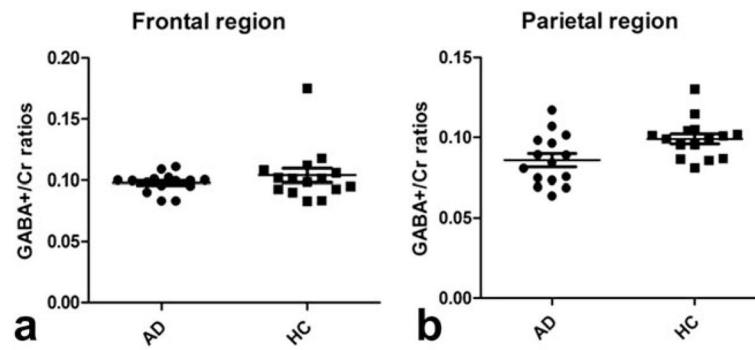 Frontal region
GABA+/Cr ratios
0.20
0.15
0.10
0.05
0.00
AD
HC
a
Parietal region
GABA+/Cr ratios
0.15
0.10
0.05
0.00
AD
HC
b